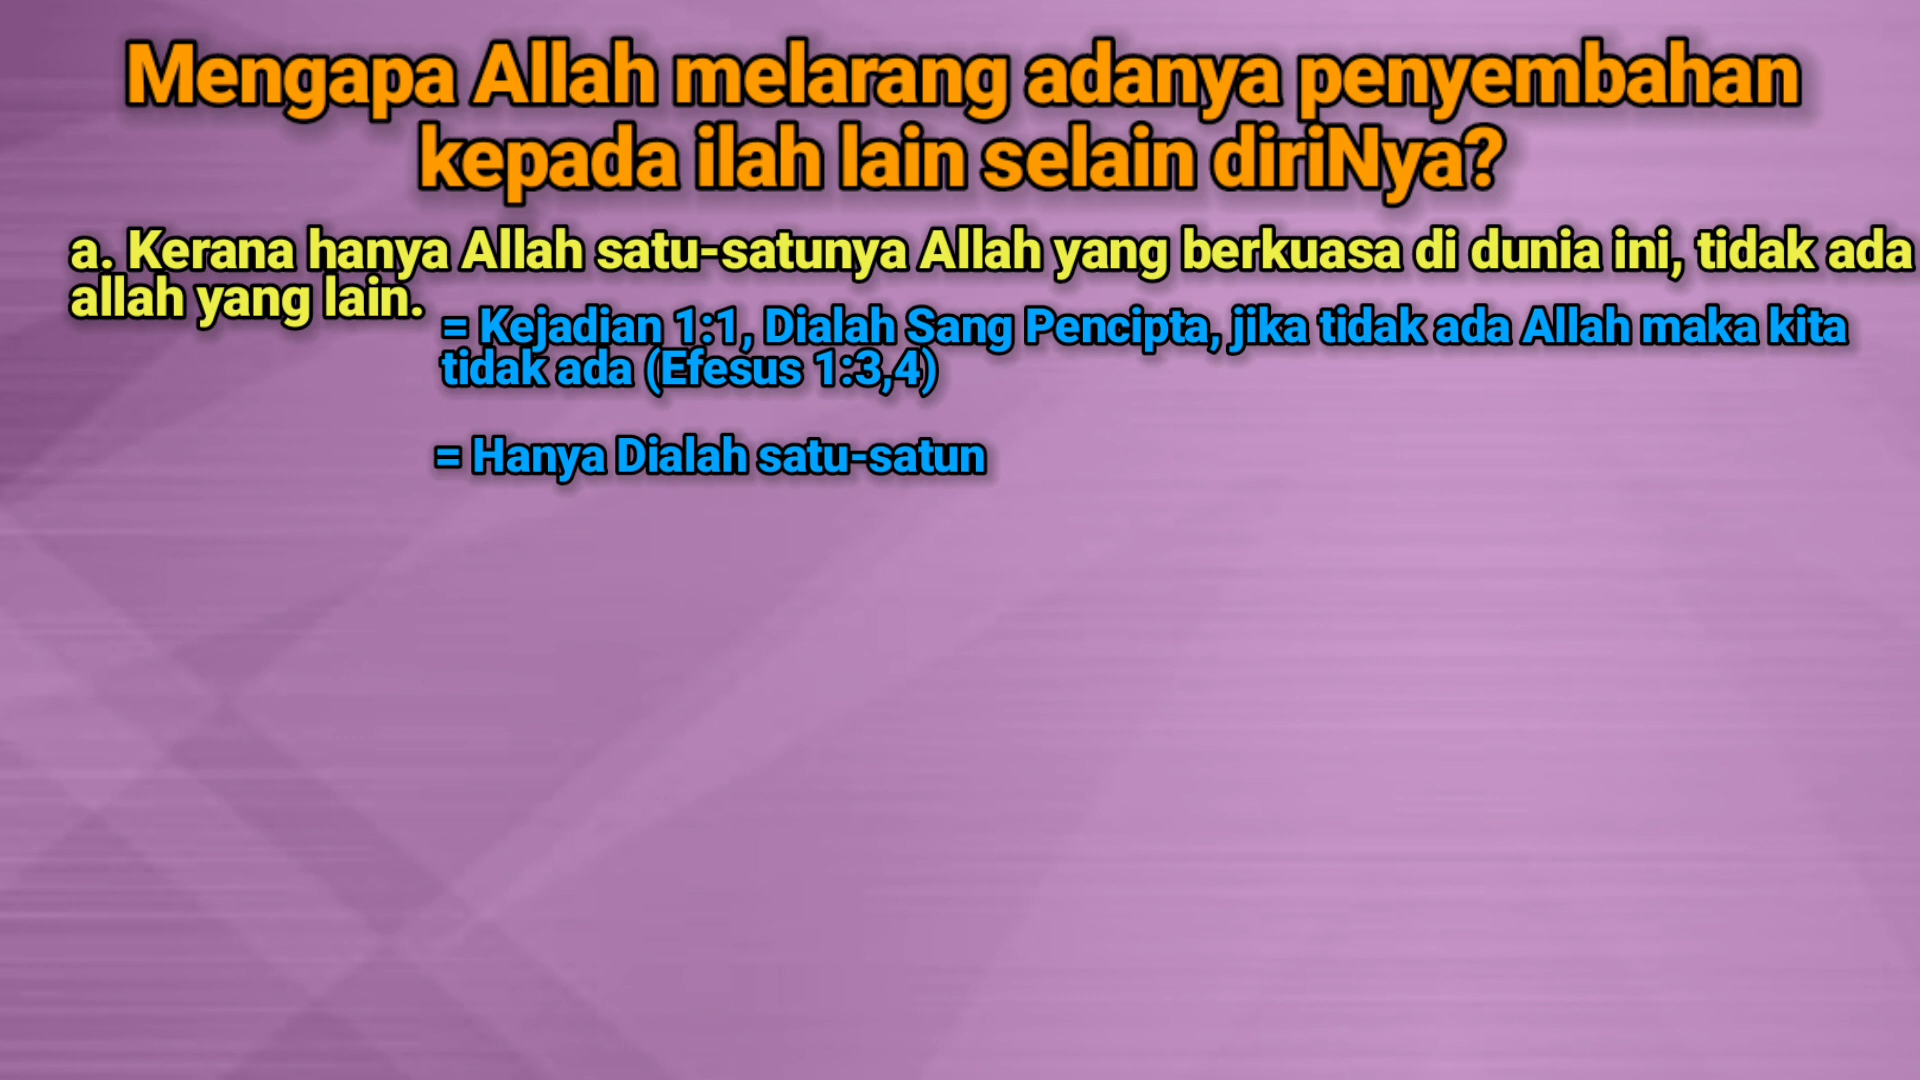 Mengapa Allah melarang adanya penyembahan
kepada ilah lain selain diriNya?
a. Kerana hanya Allah satu-satunya Allah yang berkuasa di dunia ini, tidak ada
allah yang lain.
= Kejadian 1:1, Dialah Sang Pencipta, jika tidak ada Allah maka kita
tidak ada (Efesus 1:3,4)
= Hanya Dialah satu-satun